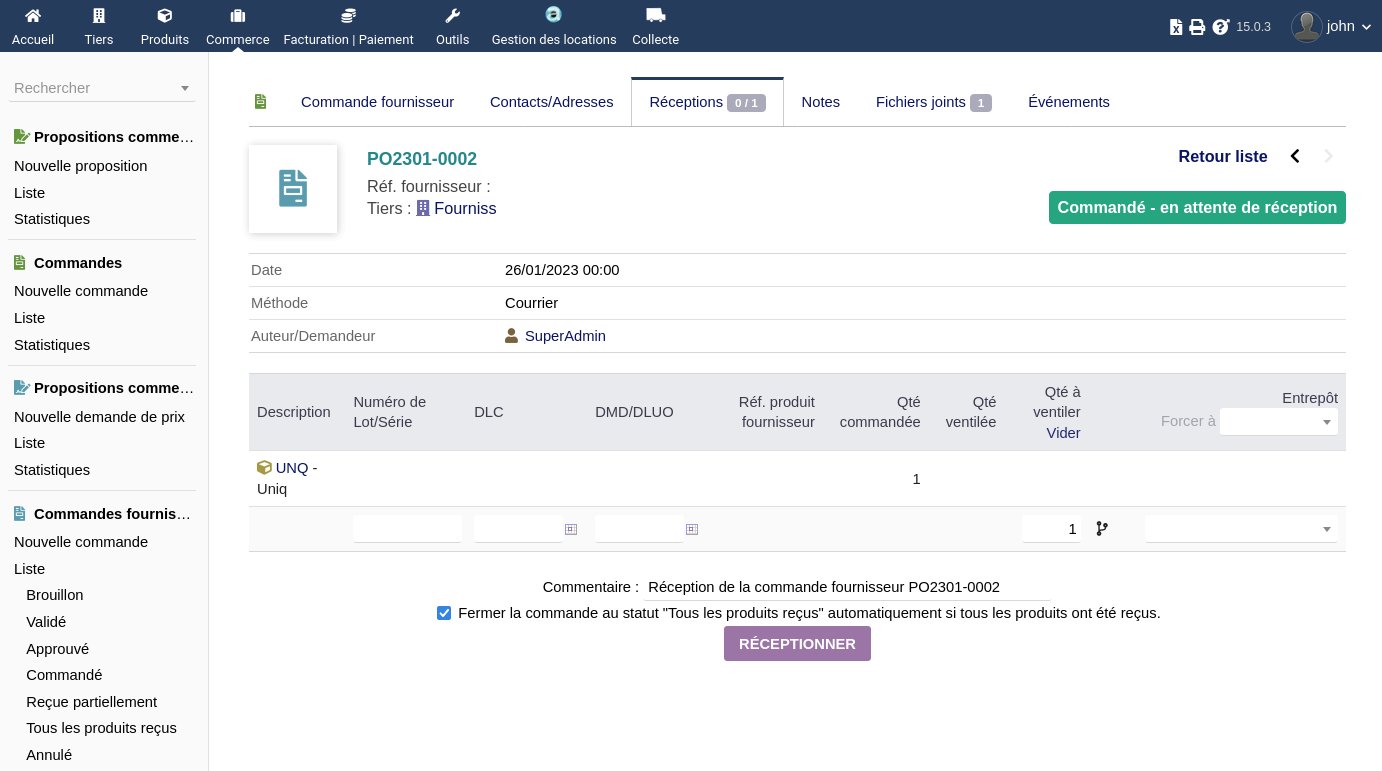 Accueil
Tiers
Produits
Commerce
Facturation | Paiement
Outils
Gestion des locations
Collecte
15.0.3
john
Rechercher
Propositions comme…
Nouvelle proposition
Liste
Statistiques
Commandes
Nouvelle commande
Liste
Statistiques
Propositions comme…
Nouvelle demande de prix
Liste
Statistiques
Commandes fournis…
Nouvelle commande
Liste
Brouillon
Validé
Approuvé
Commandé
Reçue partiellement
Tous les produits reçus
Annulé
Commande fournisseur
Contacts/Adresses
Réceptions 0 / 1
Notes
Fichiers joints 1
Événements
PO2301-0002
Réf. fournisseur :
Tiers : Fourniss
Retour liste
Commandé - en attente de réception
Date 26/01/2023 00:00
Méthode Courrier
Auteur/Demandeur SuperAdmin
Description
Numéro de
Lot/Série
DLC
DMD/DLUO
Réf. produit
fournisseur
Qté
commandée
Qté
ventilée
Qté à
ventiler
Vider
Entrepôt
Forcer à
UNQ -
Uniq
1
1
Commentaire : Réception de la commande fournisseur PO2301-0002
Fermer la commande au statut "Tous les produits reçus" automatiquement si tous les produits ont été reçus.
RÉCEPTIONNER